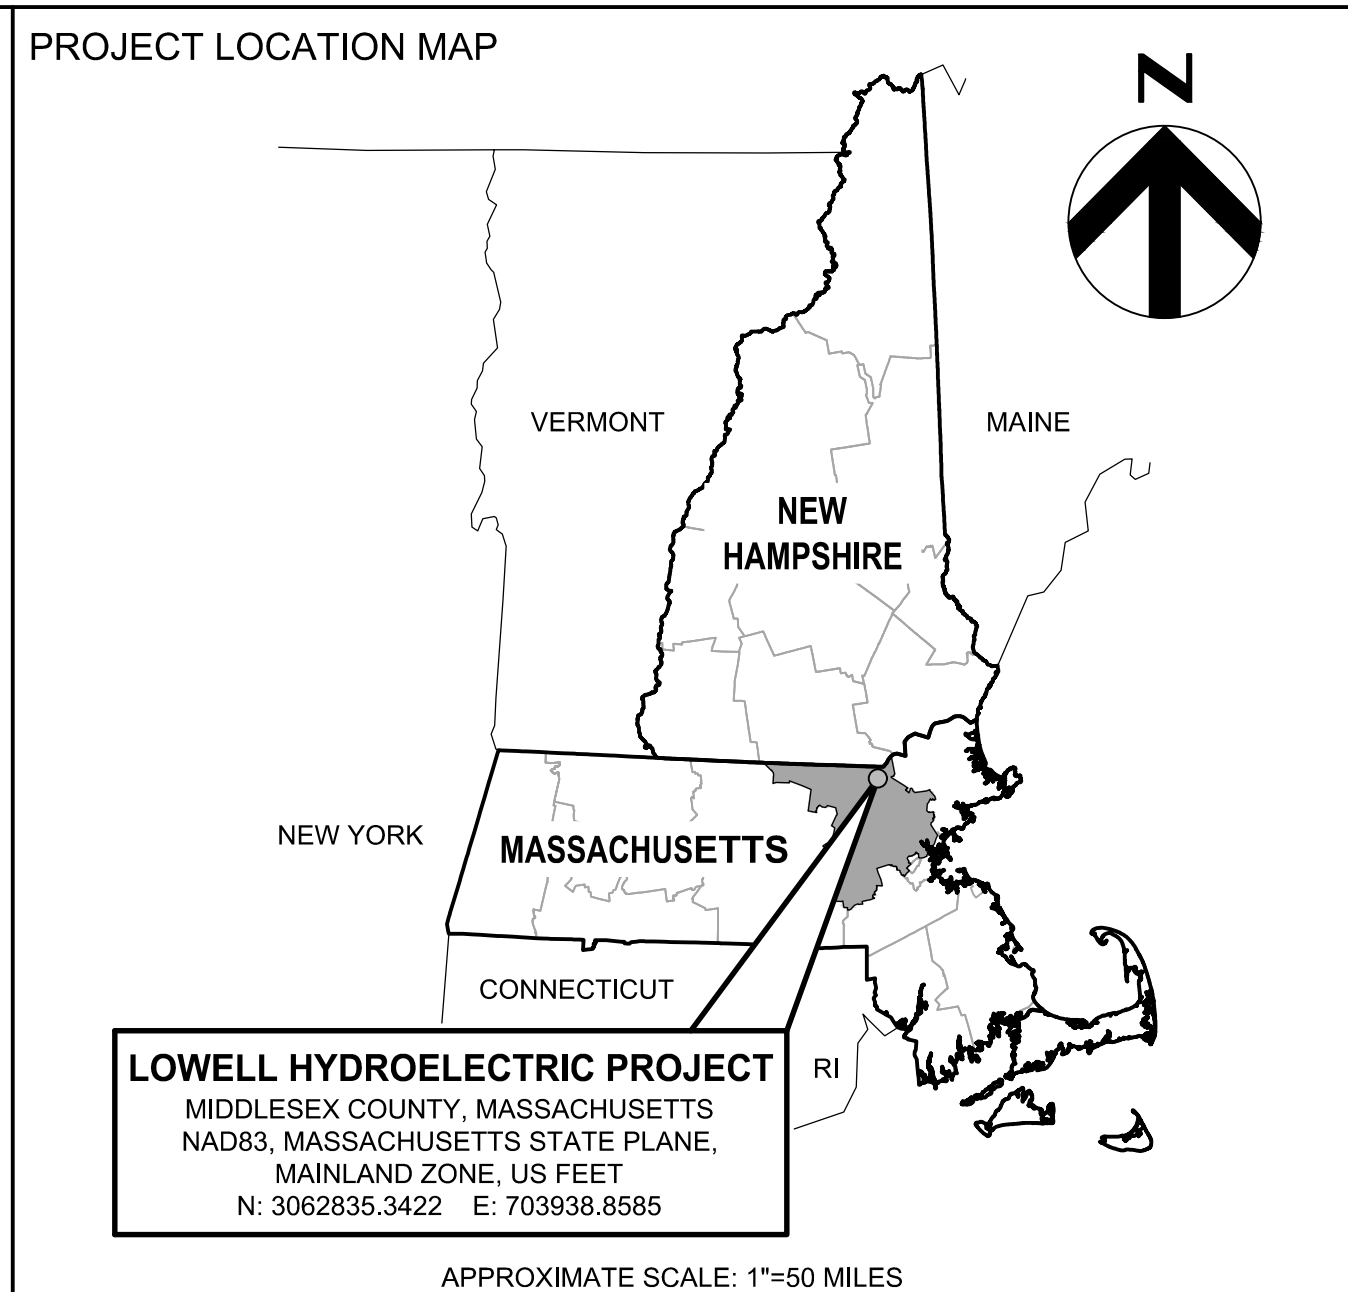 PROJECT LOCATION MAP
N
VERMONT
MAINE
NEW
HAMPSHIRE
NEW YORK
MASSACHUSETTS
CONNECTICUT
RI
LOWELL HYDROELECTRIC PROJECT
MIDDLESEX COUNTY, MASSACHUSETTS
NAD83, MASSACHUSETTS STATE PLANE,
MAINLAND ZONE, US FEET
N: 3062835.3422 E: 703938.8585
APPROXIMATE SCALE: 1"=50 MILES